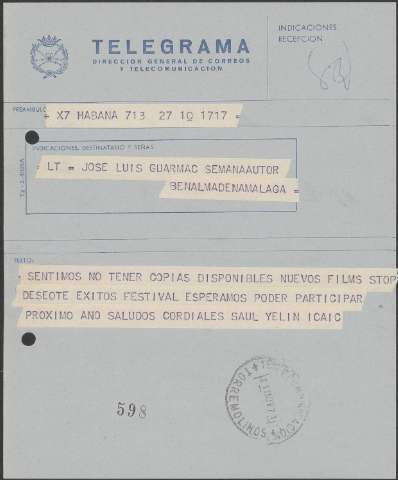 TELEGRAMA
DIRECCION GENERAL DE CORREOS
Y TELECOMUNICACION
INDICACIONES
RECEPCION
PREAMBULO
= X7 HABANA 713 27 10 1717 =
INDICACIONES. DESTINATARIO Y SEÑAS
LT = JOSE LUIS GUARMAC SEMANAUTOR
BENALMADENAMALAGA =
TEXTO:
SENTIMOS NO TENER COPIAS DISPONIBLES NUEVOS FILMS STOP
DESEOTE EXITOS FESTIVAL ESPERAMOS PODER PARTICIPAR
PROXIMO ANO SALUDOS CORDIALES SAUL YELIN ICAIC
598
TORREMOLINOS